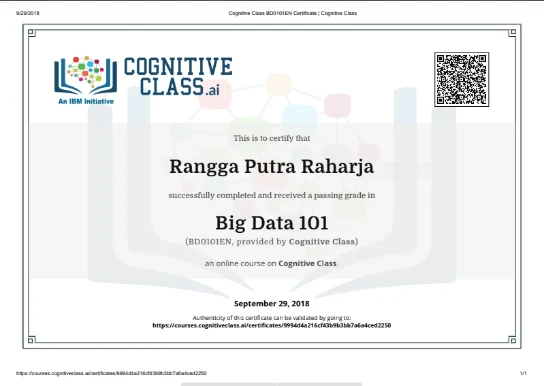 9/29/2018 Cognitive Class BD0101EN Certificate | Cognitive Class
COGNITIVE
CLASS.ai
An IBM Initiative
This is to certify that
Rangga Putra Raharja
successfully completed and received a passing grade in
Big Data 101
(BD0101EN, provided by Cognitive Class)
an online course on Cognitive Class.
September 29, 2018
Authenticity of this certificate can be validated by going to:
https://courses.cognitiveclass.ai/certificates/9994d4a216cf43b9b3bb7a6a4ced2250
https://courses.cognitiveclass.ai/certificates/9994d4a216cf43b9b3bb7a6a4ced2250 1/1